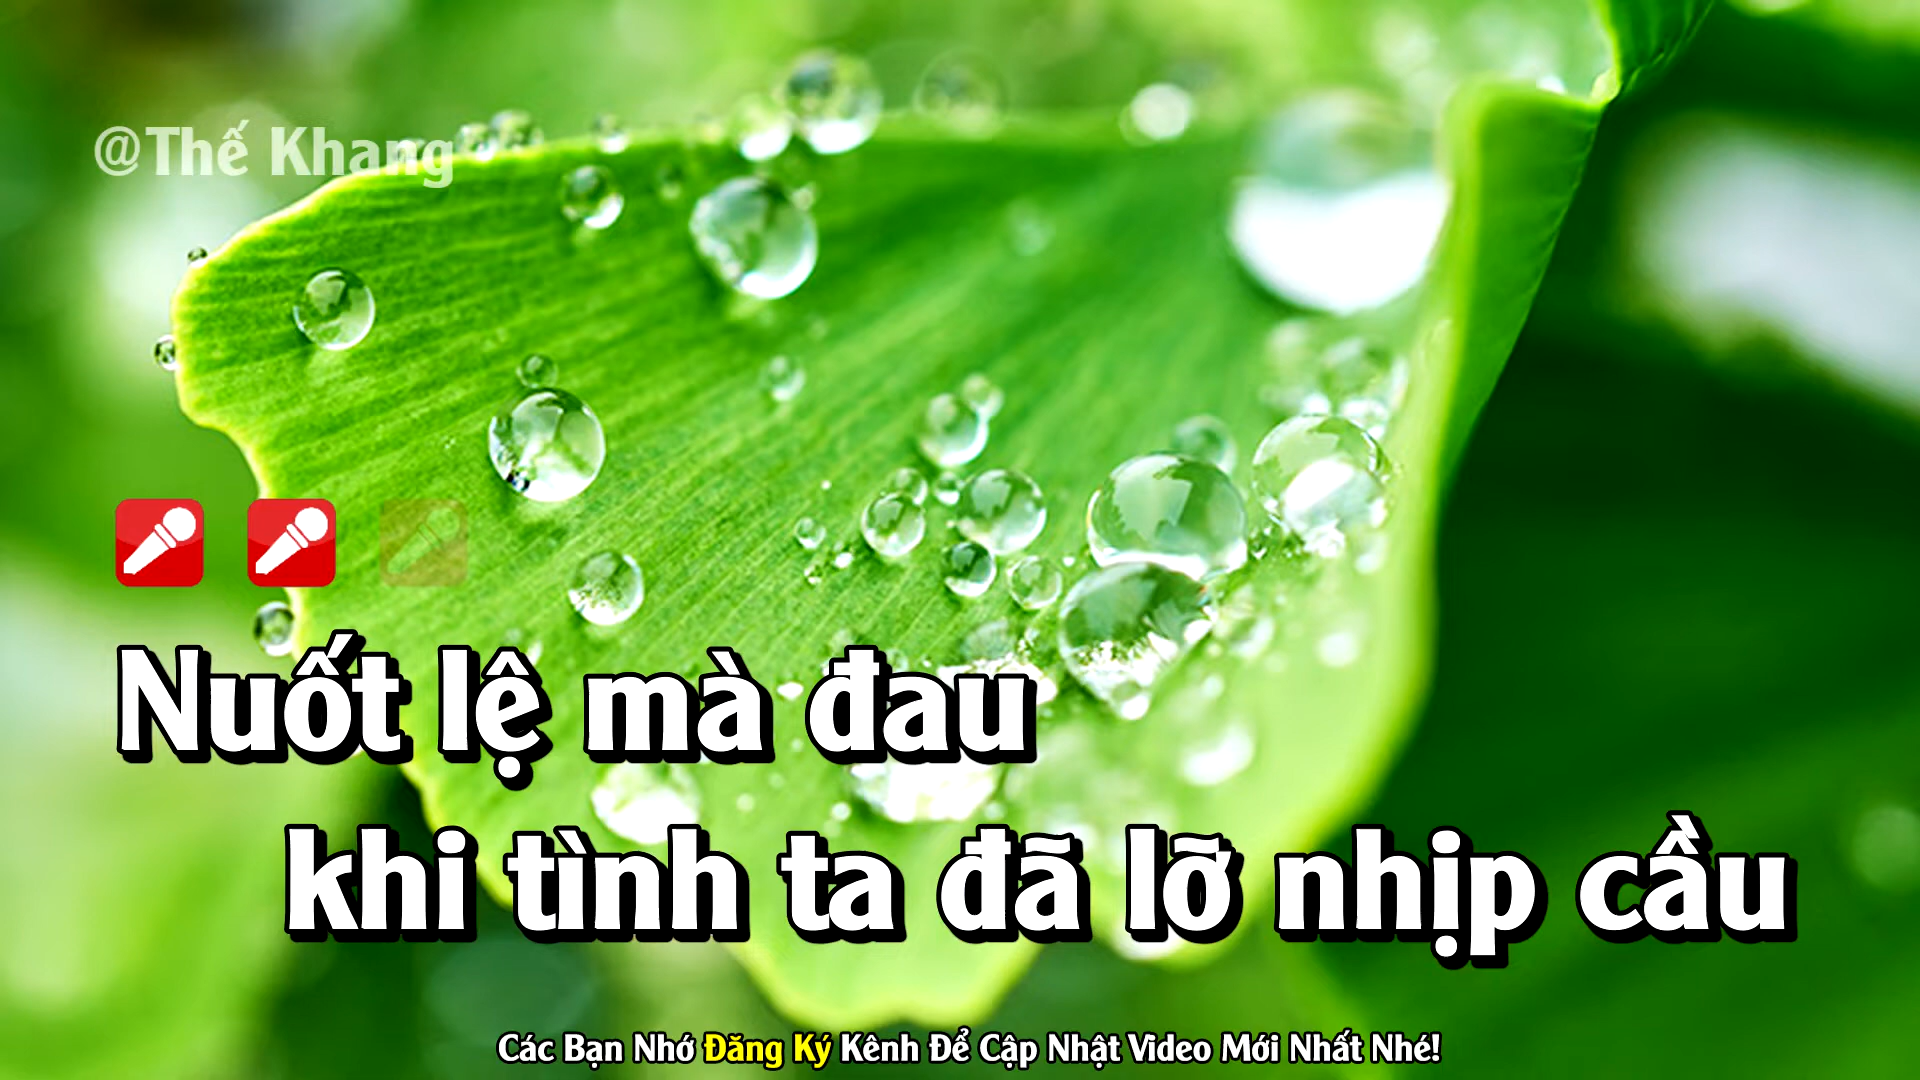 @Thế Khang
Nuốt lệ mà đau
khi tình ta đã lỡ nhịp cầu
Các Bạn Nhớ Đăng Ký Kênh Để Cập Nhật Video Mới Nhất Nhé!